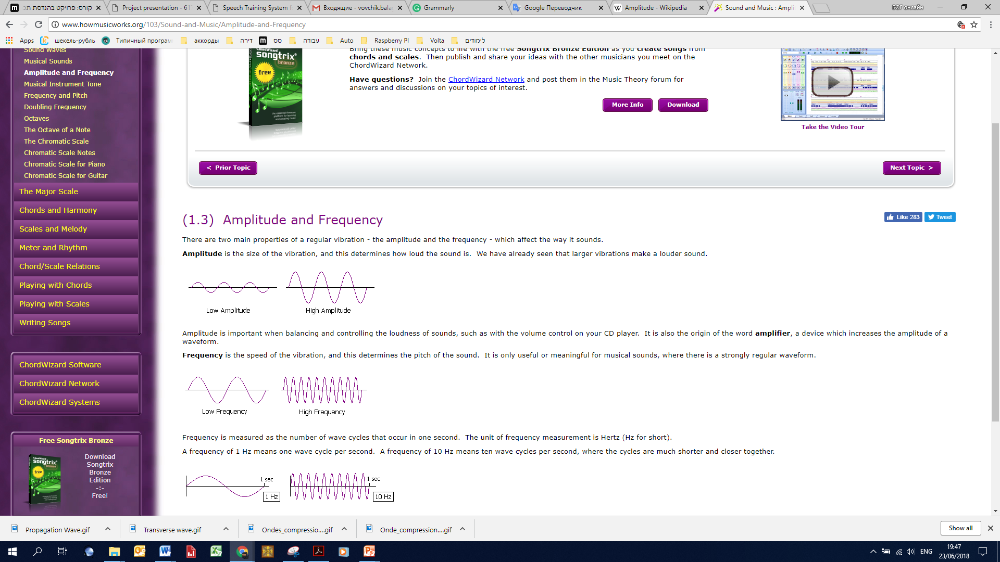 קורס: פרויקט בהנדסת תכ
Project presentation - 617
Speech Training System f
Входящие - vovchik.bala
Grammarly
Google Переводчик
Amplitude - Wikipedia
Sound and Music : Ampli
БОГ онлайн
www.howmusicworks.org/103/Sound-and-Music/Amplitude-and-Frequency
Apps
шекель-рубль
Типичный програм
аккорды
דירה
סס
עבודה
Auto
Raspberry PI
Volta
לימודים
Sound Waves
Musical Sounds
Amplitude and Frequency
Musical Instrument Tone
Frequency and Pitch
Doubling Frequency
Octaves
The Octave of a Note
The Chromatic Scale
Chromatic Scale Notes
Chromatic Scale for Piano
Chromatic Scale for Guitar
The Major Scale
Chords and Harmony
Scales and Melody
Meter and Rhythm
Chord/Scale Relations
Playing with Chords
Playing with Scales
Writing Songs
ChordWizard Software
ChordWizard Network
ChordWizard Systems
Free Songtrix Bronze
ChordWizard
songtrix®
bronze
free
Download
Songtrix
Bronze
Edition
-:-
Free!
ChordWizard
songtrix®
bronze
free
the essential freeware
platform for learning
and creating music
Bring these music concepts to life with the free Songtrix Bronze Edition as you create songs from
chords and scales. Then publish and share your ideas with the other musicians you meet on the
ChordWizard Network.
Have questions? Join the ChordWizard Network and post them in the Music Theory forum for
answers and discussions on your topics of interest.
More Info
Download
Take the Video Tour
< Prior Topic
Next Topic >
(1.3) Amplitude and Frequency
Like 283
Tweet
There are two main properties of a regular vibration - the amplitude and the frequency - which affect the way it sounds.
Amplitude is the size of the vibration, and this determines how loud the sound is. We have already seen that larger vibrations make a louder sound.
Low Amplitude
High Amplitude
Amplitude is important when balancing and controlling the loudness of sounds, such as with the volume control on your CD player. It is also the origin of the word amplifier, a device which increases the amplitude of a
waveform.
Frequency is the speed of the vibration, and this determines the pitch of the sound. It is only useful or meaningful for musical sounds, where there is a strongly regular waveform.
Low Frequency
High Frequency
Frequency is measured as the number of wave cycles that occur in one second. The unit of frequency measurement is Hertz (Hz for short).
A frequency of 1 Hz means one wave cycle per second. A frequency of 10 Hz means ten wave cycles per second, where the cycles are much shorter and closer together.
1 sec
1 Hz
1 sec
10 Hz
Propagation Wave.gif
Transverse wave.gif
Ondes_compressio....gif
Onde_compression....gif
Show all
ENG
19:47
23/06/2018